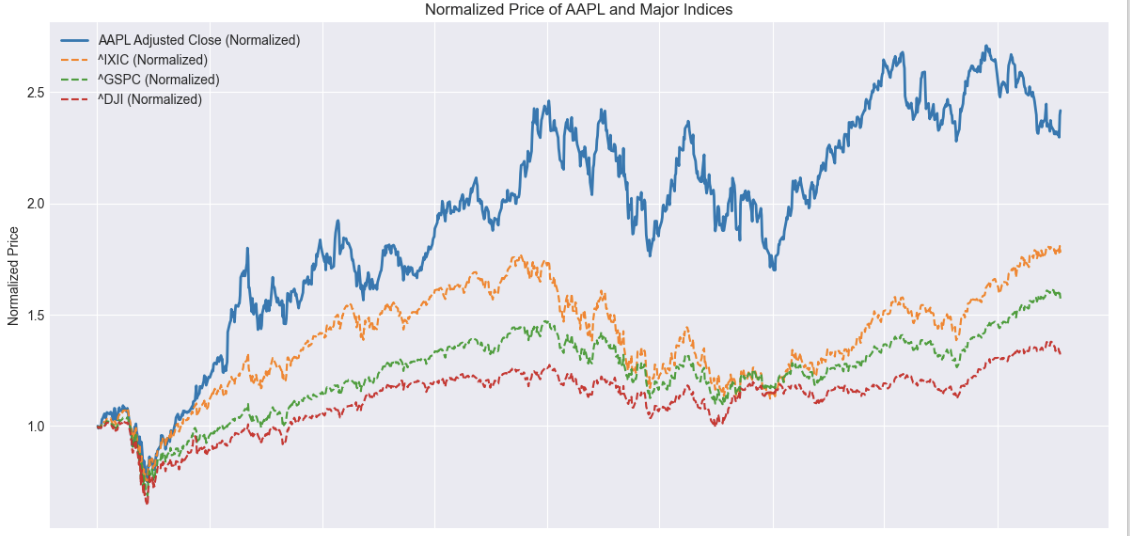 Normalized Price of AAPL and Major Indices
AAPL Adjusted Close (Normalized)
^IXIC (Normalized)
^GSPC (Normalized)
^DJI (Normalized)
2.5
2.0
1.5
1.0
Normalized Price